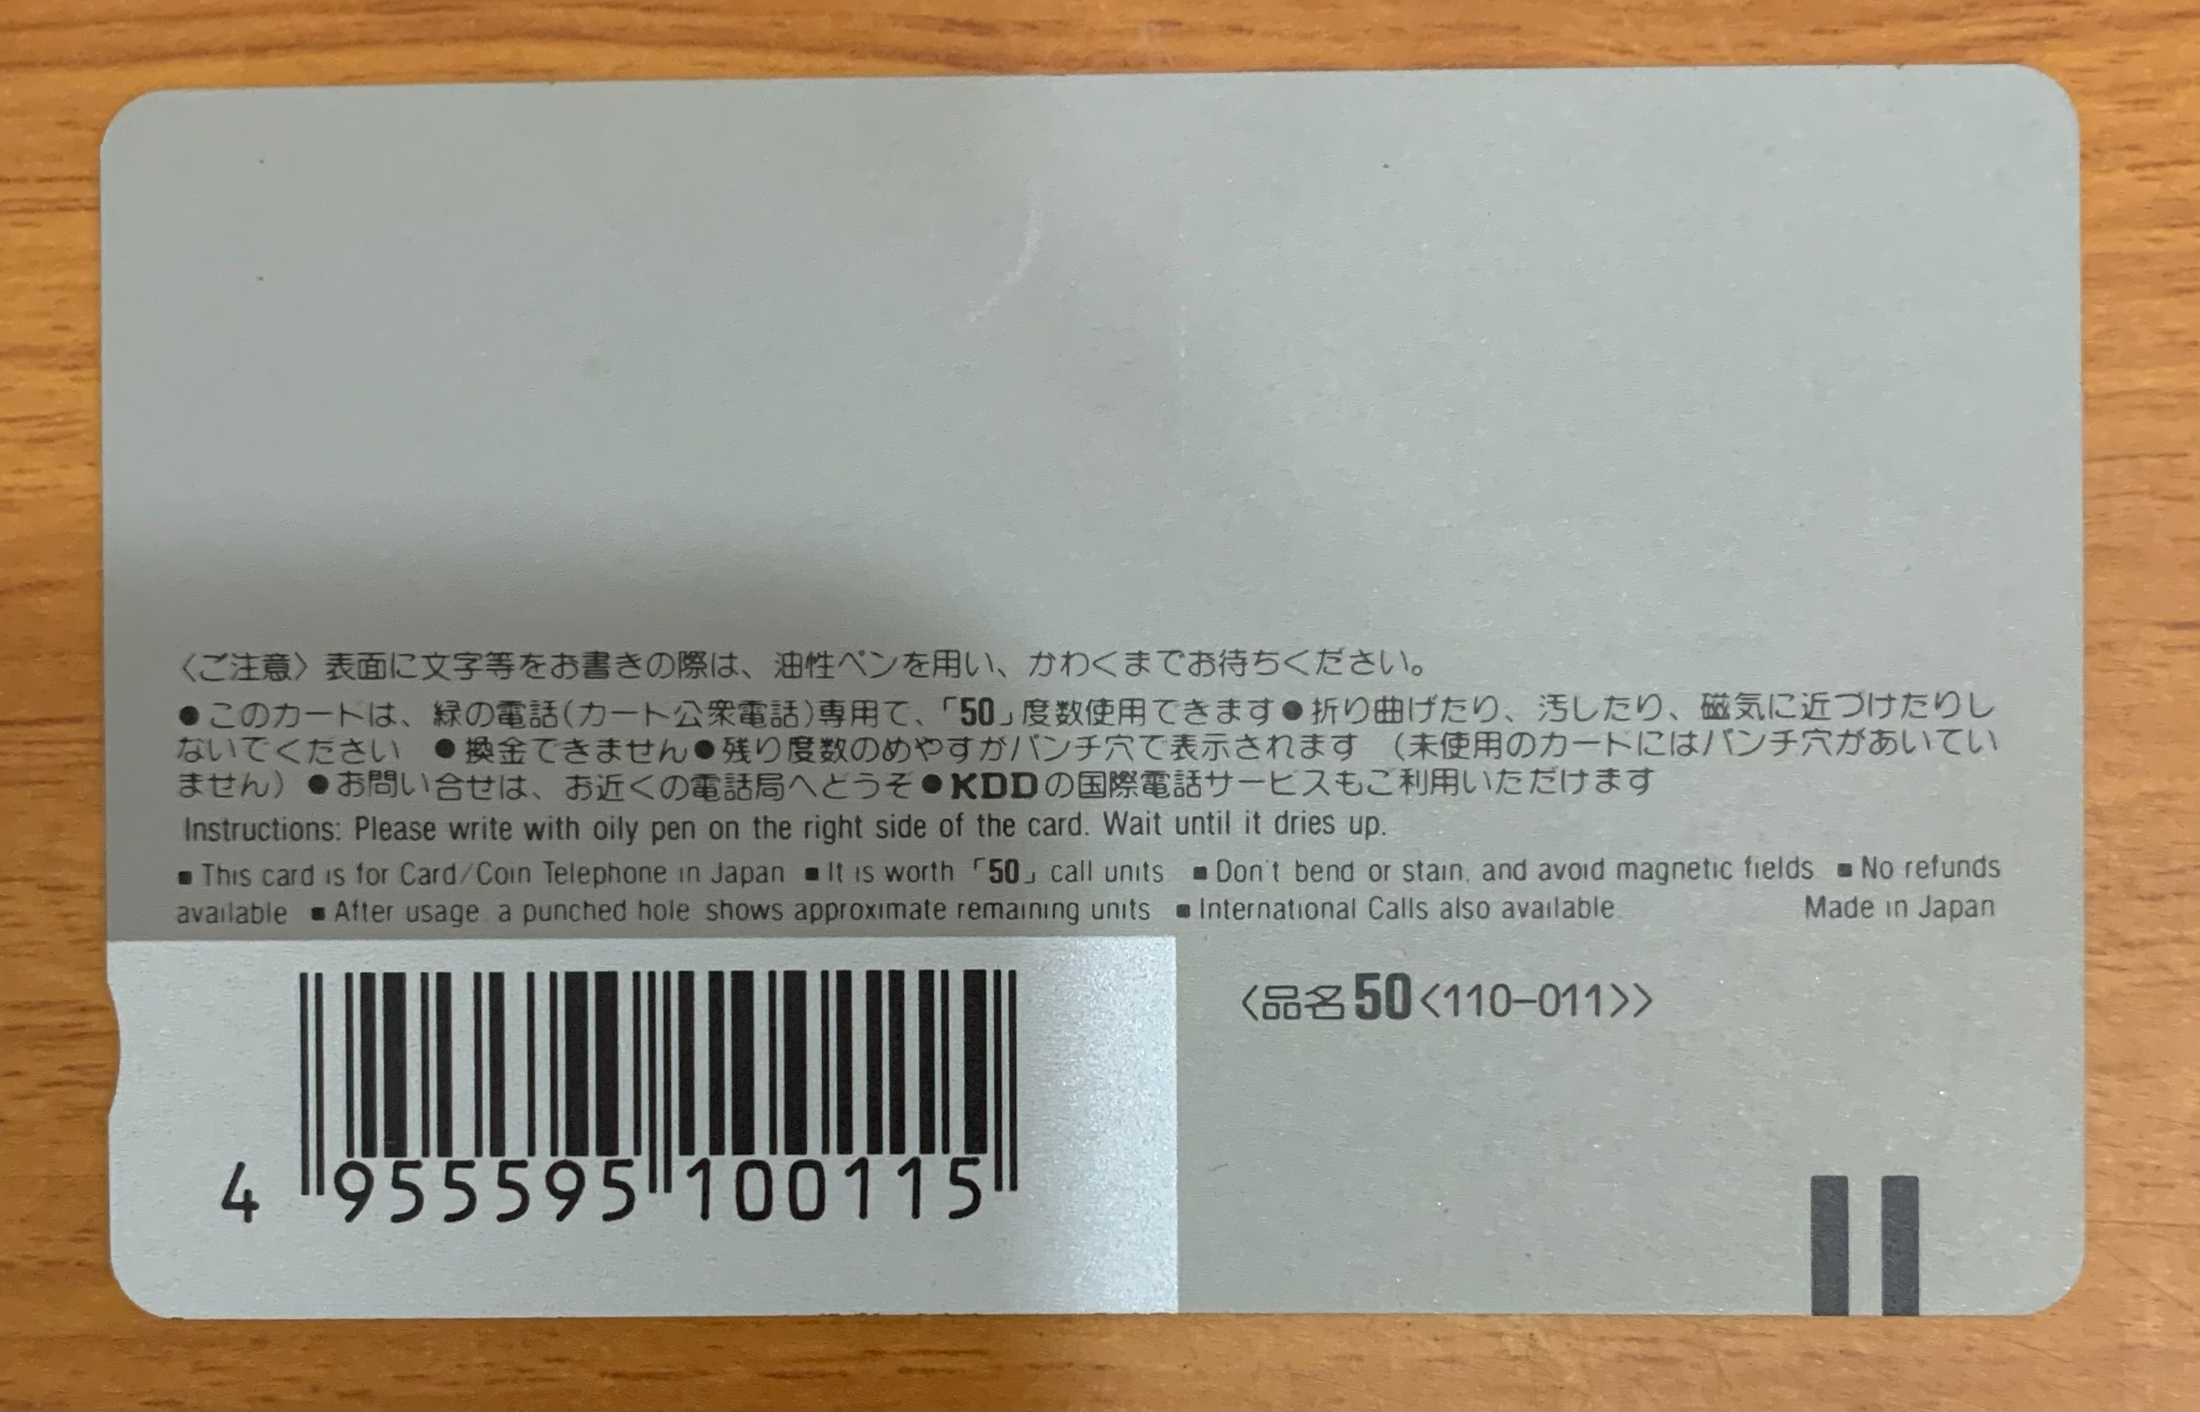 〈ご注意〉表面に文字等をお書きの際は、油性ペンを用い、かわくまでお待ちください。
●このカードは、緑の電話(カード公衆電話)専用で、「50」度数使用できます●折り曲げたり、汚したり、磁気に近づけたりし
ないでください ●換金できません●残り度数のめやすがパンチ穴で表示されます (未使用のカードにはパンチ穴があいてい
ません)●お問い合せは、お近くの電話局へどうぞ●KDDの国際電話サービスもご利用いただけます
Instructions: Please write with oily pen on the right side of the card. Wait until it dries up.
■This card is for Card/Coin Telephone in Japan ■It is worth「50」call units ■Don't bend or stain, and avoid magnetic fields. ■No refunds
available ■After usage, a punched hole shows approximate remaining units ■International Calls also available. Made in Japan
〈品名50<110-011>〉
4 955595 100115